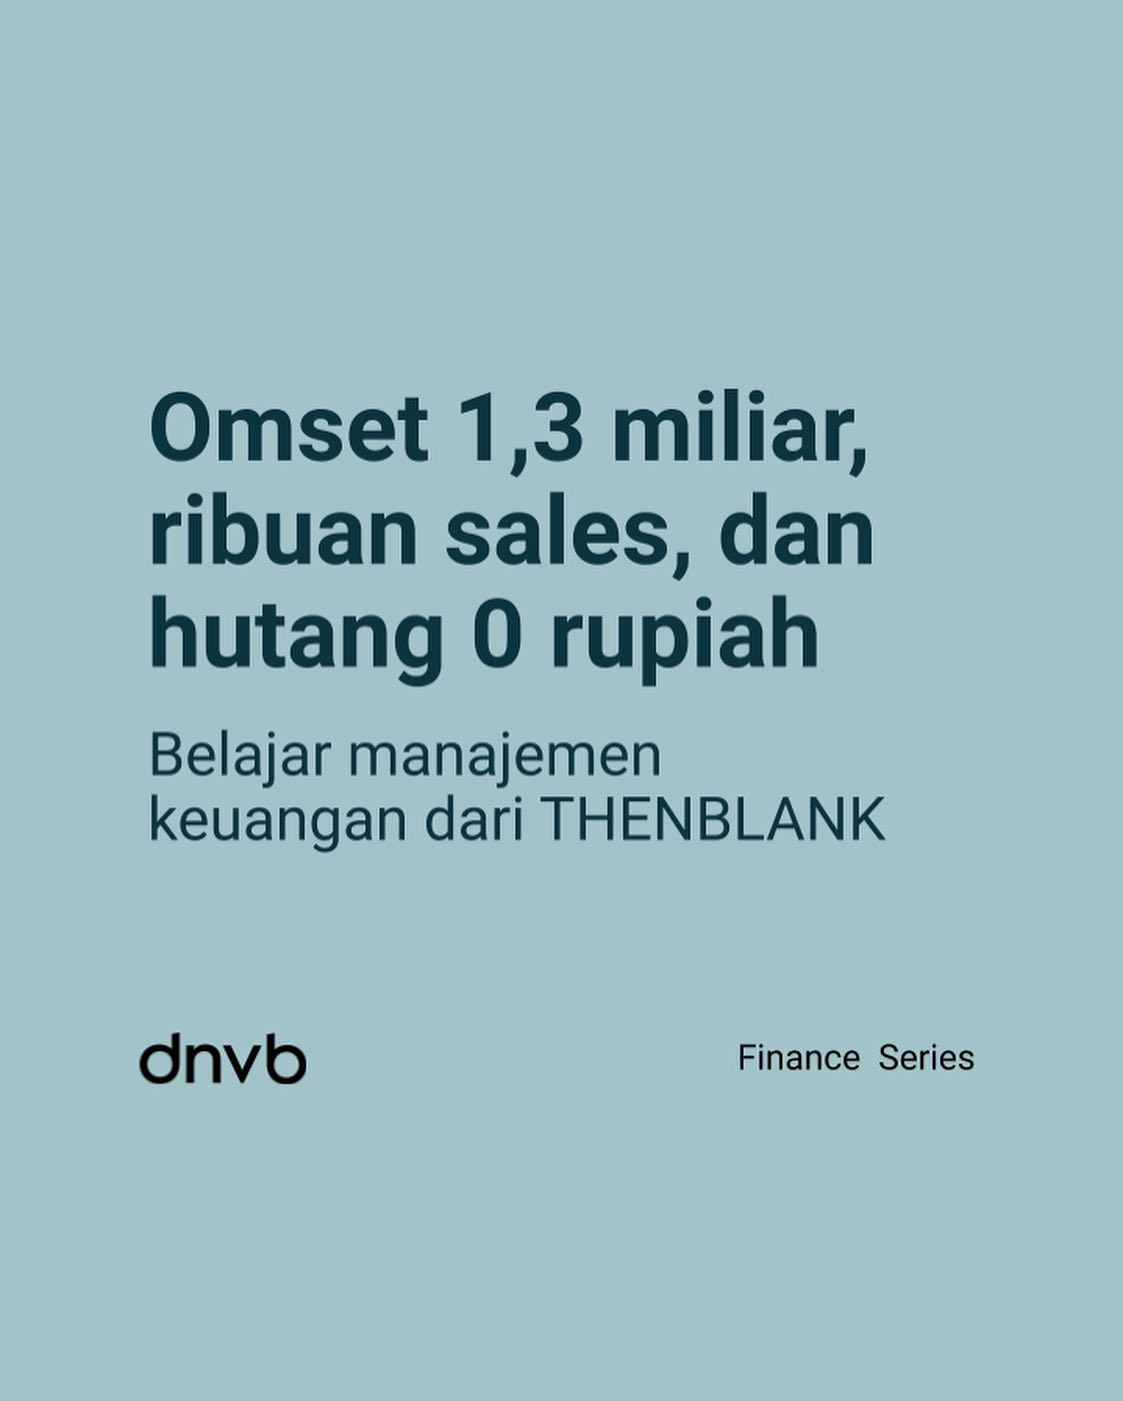 Omset 1,3 miliar,
ribuan sales, dan
hutang 0 rupiah
Belajar manajemen
keuangan dari THENBLANK
dnvb
Finance Series